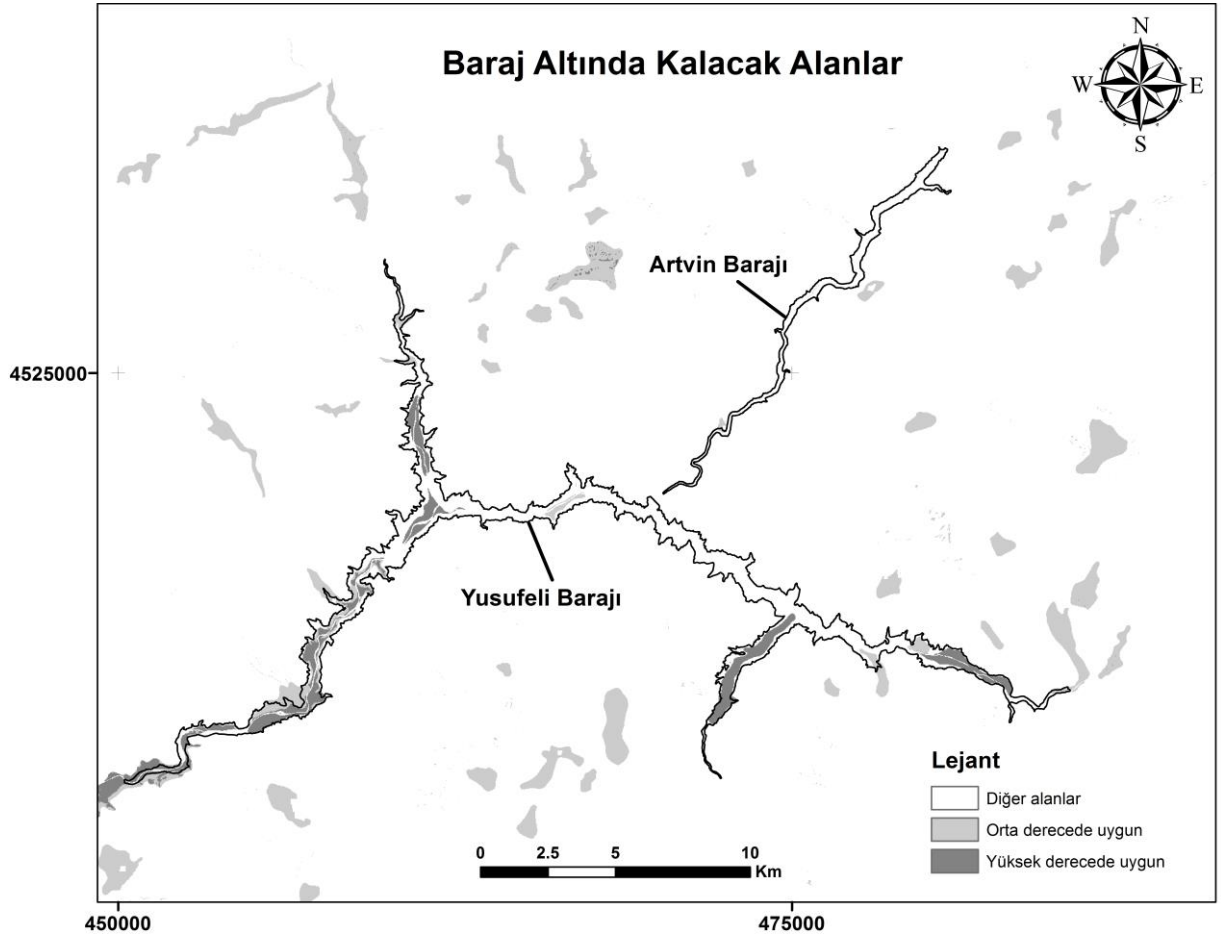 Baraj Altında Kalacak Alanlar
N
W
E
S
Artvin Barajı
4525000
Yusufeli Barajı
Lejant
Diğer alanlar
Orta derecede uygun
Yüksek derecede uygun
0 2.5 5 10
Km
450000
475000